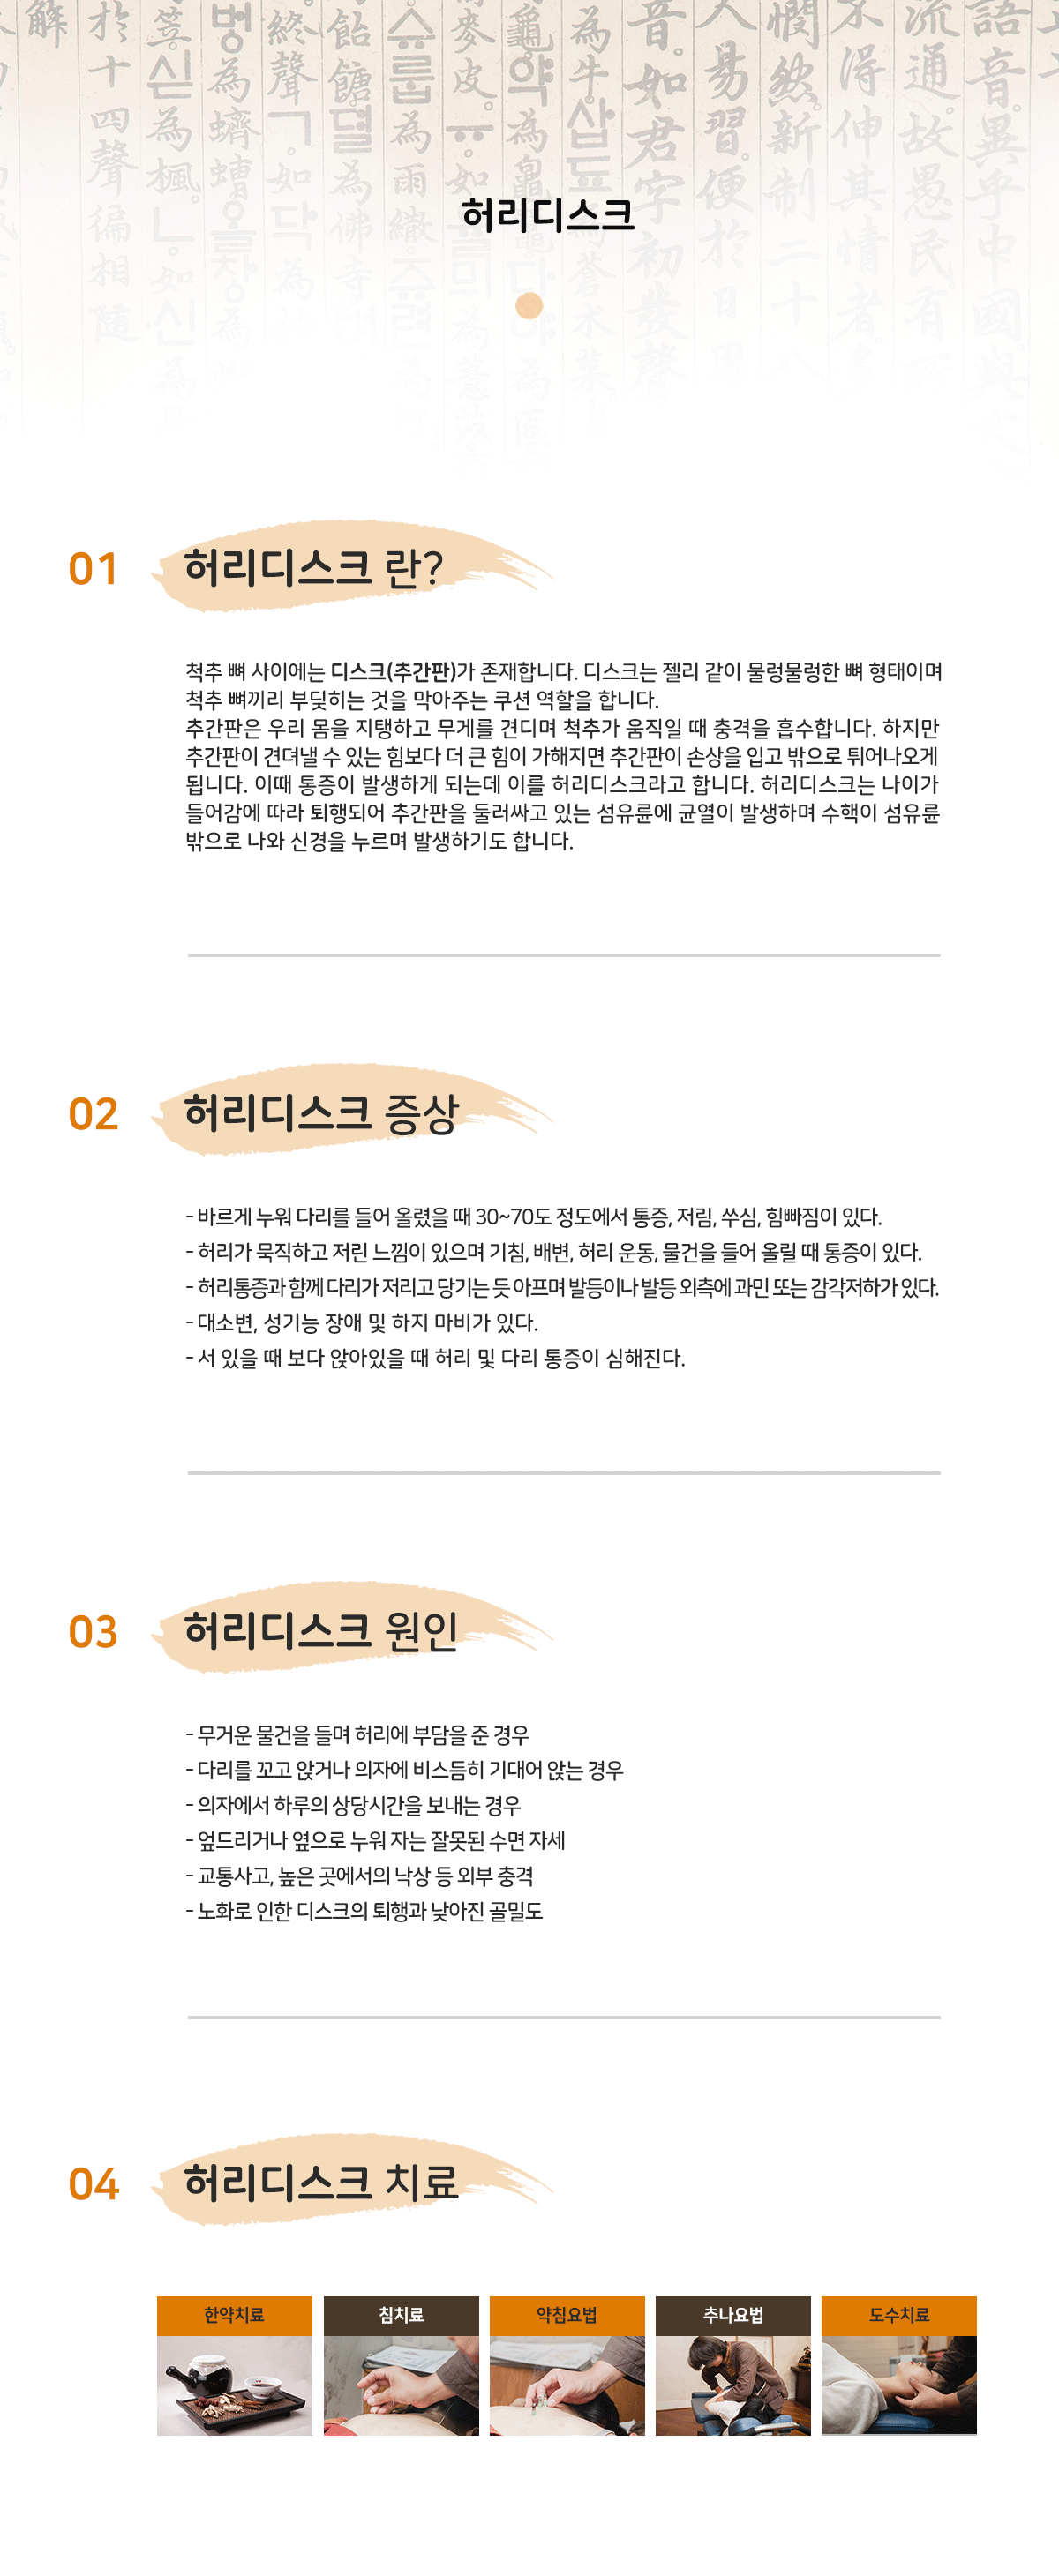 허리디스크
01
허리디스크 란?
척추 뼈 사이에는 디스크(추간판)가 존재합니다. 디스크는 젤리 같이 물렁물렁한 뼈 형태이며
척추 뼈끼리 부딪히는 것을 막아주는 쿠션 역할을 합니다.
추간판은 우리 몸을 지탱하고 무게를 견디며 척추가 움직일 때 충격을 흡수합니다. 하지만
추간판이 견뎌낼 수 있는 힘보다 더 큰 힘이 가해지면 추간판이 손상을 입고 밖으로 튀어나오게
됩니다. 이때 통증이 발생하게 되는데 이를 허리디스크라고 합니다. 허리디스크는 나이가
들어감에 따라 퇴행되어 추간판을 둘러싸고 있는 섬유륜에 균열이 발생하며 수핵이 섬유륜
밖으로 나와 신경을 누르며 발생하기도 합니다.
02
허리디스크 증상
- 바르게 누워 다리를 들어 올렸을 때 30~70도 정도에서 통증, 저림, 쑤심, 힘빠짐이 있다.
- 허리가 묵직하고 저린 느낌이 있으며 기침, 배변, 허리 운동, 물건을 들어 올릴 때 통증이 있다.
- 허리통증과 함께 다리가 저리고 당기는 듯 아프며 발등이나 발등 외측에 과민 또는 감각저하가 있다.
- 대소변, 성기능 장애 및 하지 마비가 있다.
- 서 있을 때 보다 앉아있을 때 허리 및 다리 통증이 심해진다.
03
허리디스크 원인
- 무거운 물건을 들며 허리에 부담을 준 경우
- 다리를 꼬고 앉거나 의자에 비스듬히 기대어 앉는 경우
- 의자에서 하루의 상당시간을 보내는 경우
- 엎드리거나 옆으로 누워 자는 잘못된 수면 자세
- 교통사고, 높은 곳에서의 낙상 등 외부 충격
- 노화로 인한 디스크의 퇴행과 낮아진 골밀도
04
허리디스크 치료
한약치료
침치료
약침요법
추나요법
도수치료